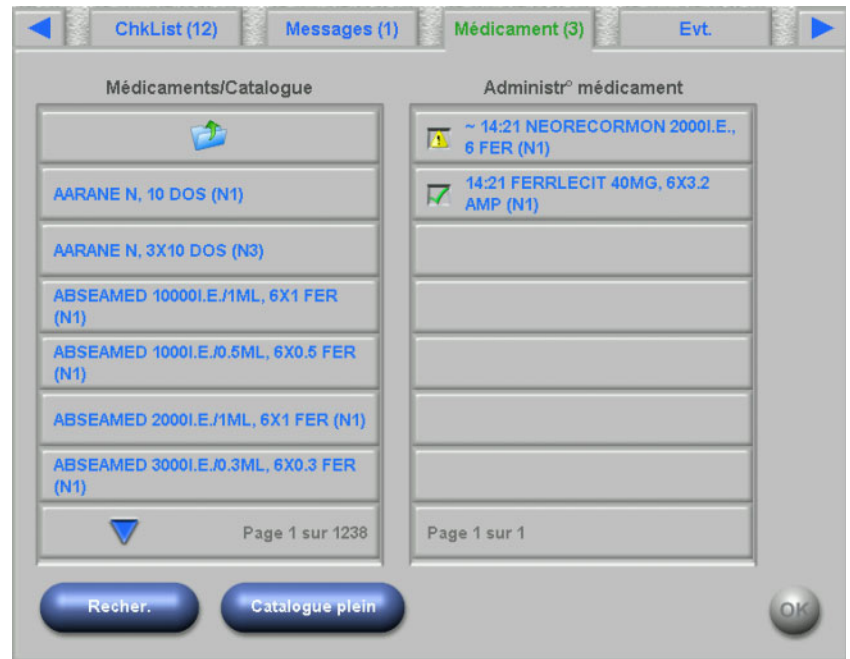 ChkList (12)
Messages (1)
Médicament (3)
Evt.
Médicaments/Catalogue
AARANE N, 10 DOS (N1)
AARANE N, 3X10 DOS (N3)
ABSEAMED 10000I.E./1ML, 6X1 FER
(N1)
ABSEAMED 1000I.E./0.5ML, 6X0.5 FER
(N1)
ABSEAMED 2000I.E./1ML, 6X1 FER (N1)
ABSEAMED 3000I.E./0.3ML, 6X0.3 FER
(N1)
Page 1 sur 1238
Administr° médicament
~ 14:21 NEORECORMON 2000I.E.,
6 FER (N1)
14:21 FERRLECIT 40MG, 6X3.2
AMP (N1)
Page 1 sur 1
Recher.
Catalogue plein
OK